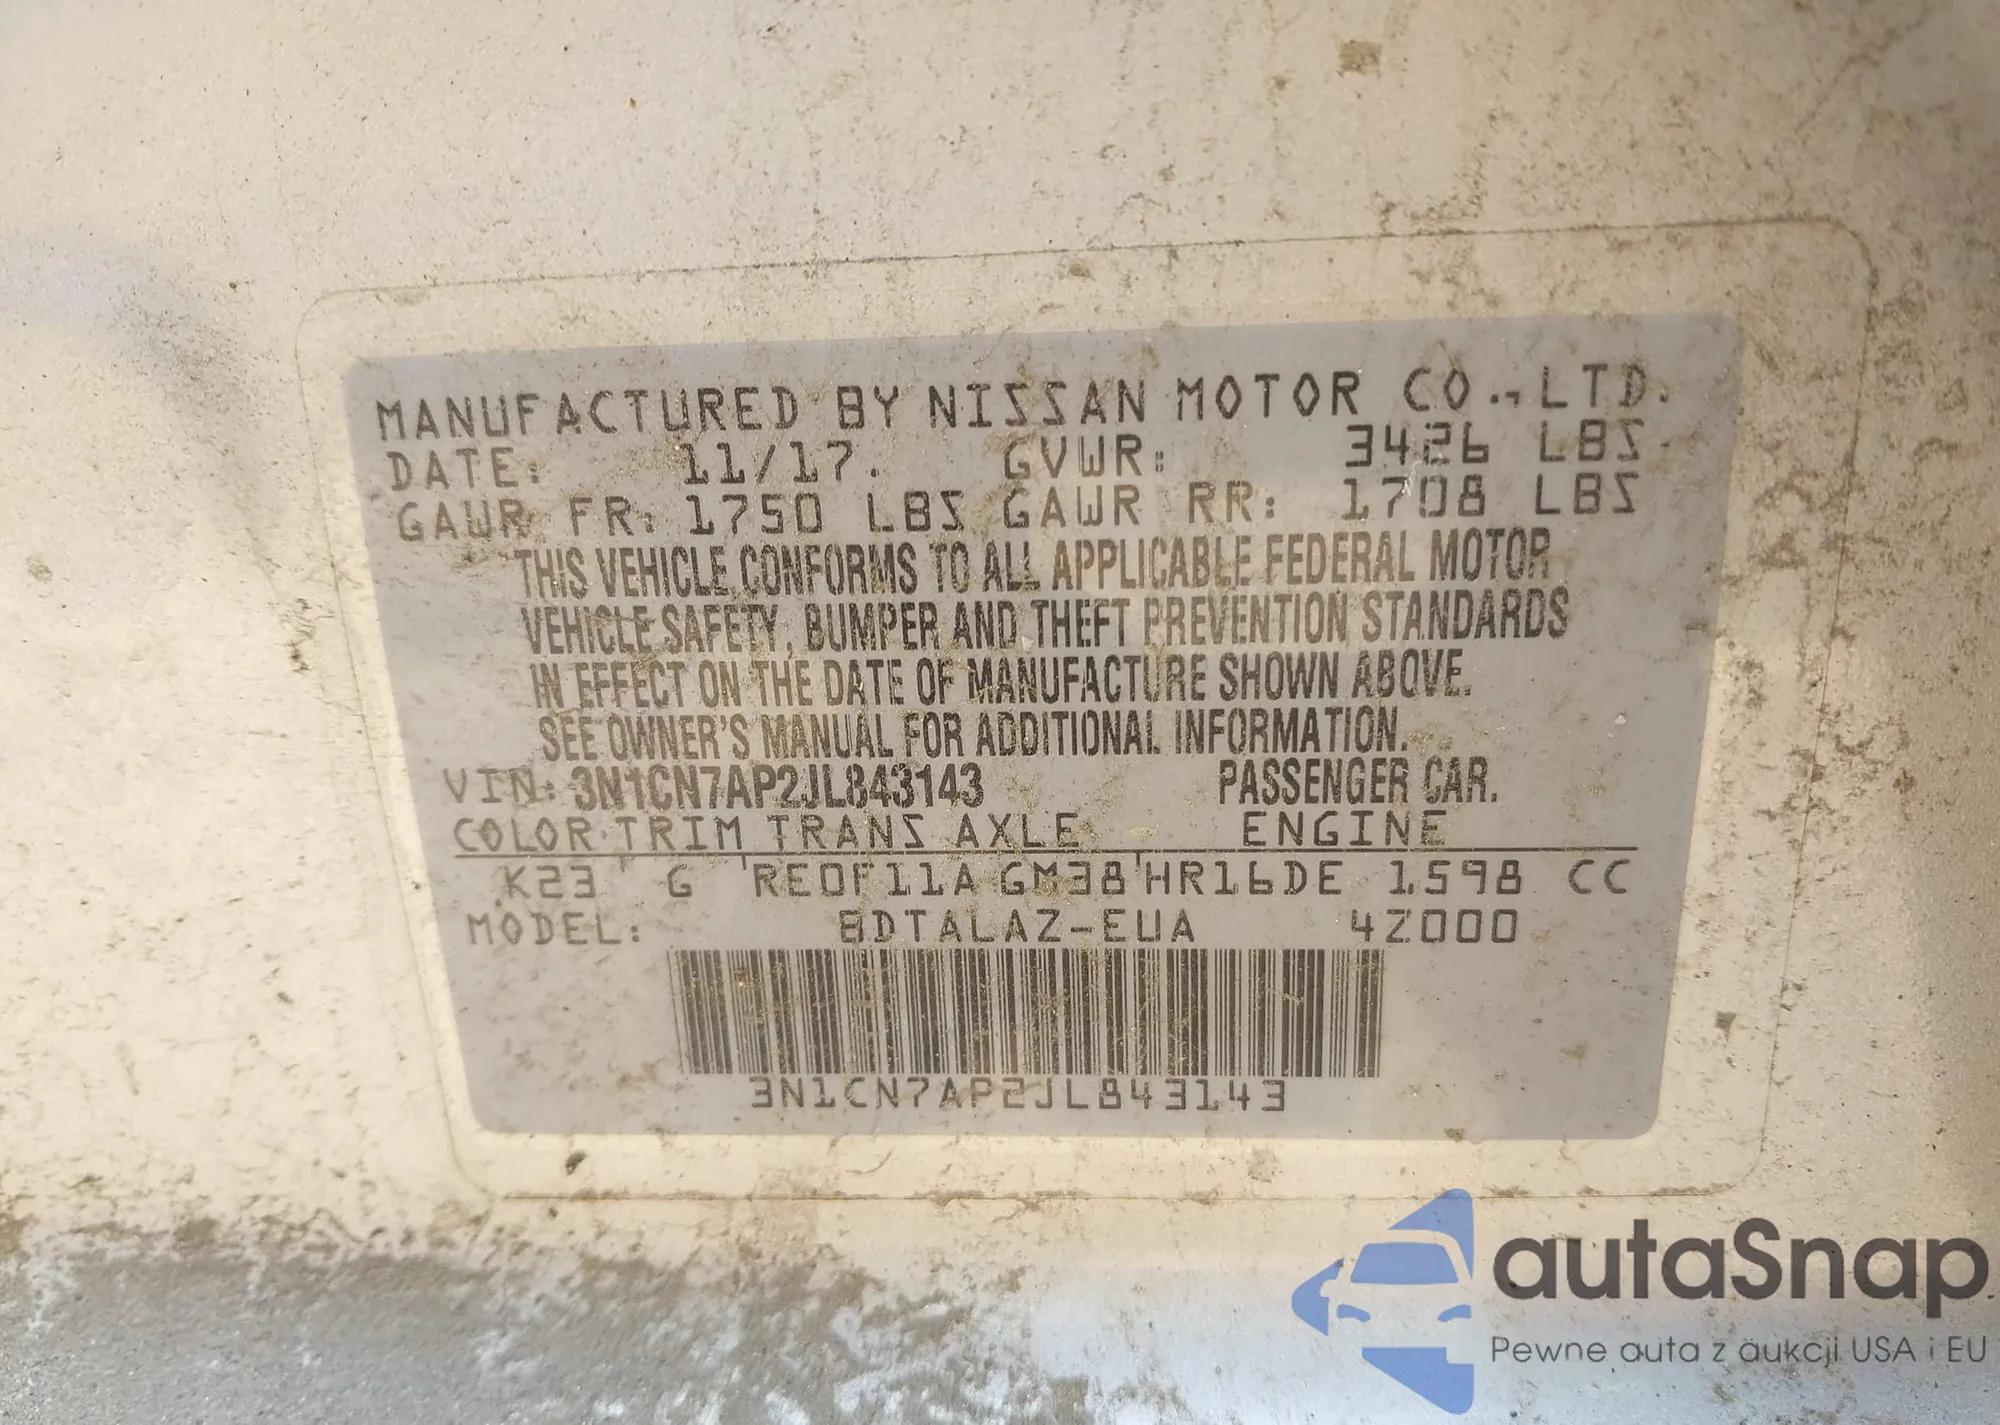 MANUFACTURED BY NISSAN MOTOR CO., LTD.
DATE: 11/17. GVWR: 3426 LBS
GAWR FR: 1750 LBS GAWR RR: 1708 LBS
THIS VEHICLE CONFORMS TO ALL APPLICABLE FEDERAL MOTOR
VEHICLE SAFETY, BUMPER AND THEFT PREVENTION STANDARDS
IN EFFECT ON THE DATE OF MANUFACTURE SHOWN ABOVE.
SEE OWNER'S MANUAL FOR ADDITIONAL INFORMATION.
VIN: 3N1CN7AP2JL843143 PASSENGER CAR.
COLOR TRIM TRANS AXLE ENGINE
K23 G RE0F11A GM38 HR16DE 1598 CC
MODEL: BDTALAZ-EUA 4Z000
3N1CN7AP2JL843143
autaSnap
Pewne auta z aukcji USA i EU